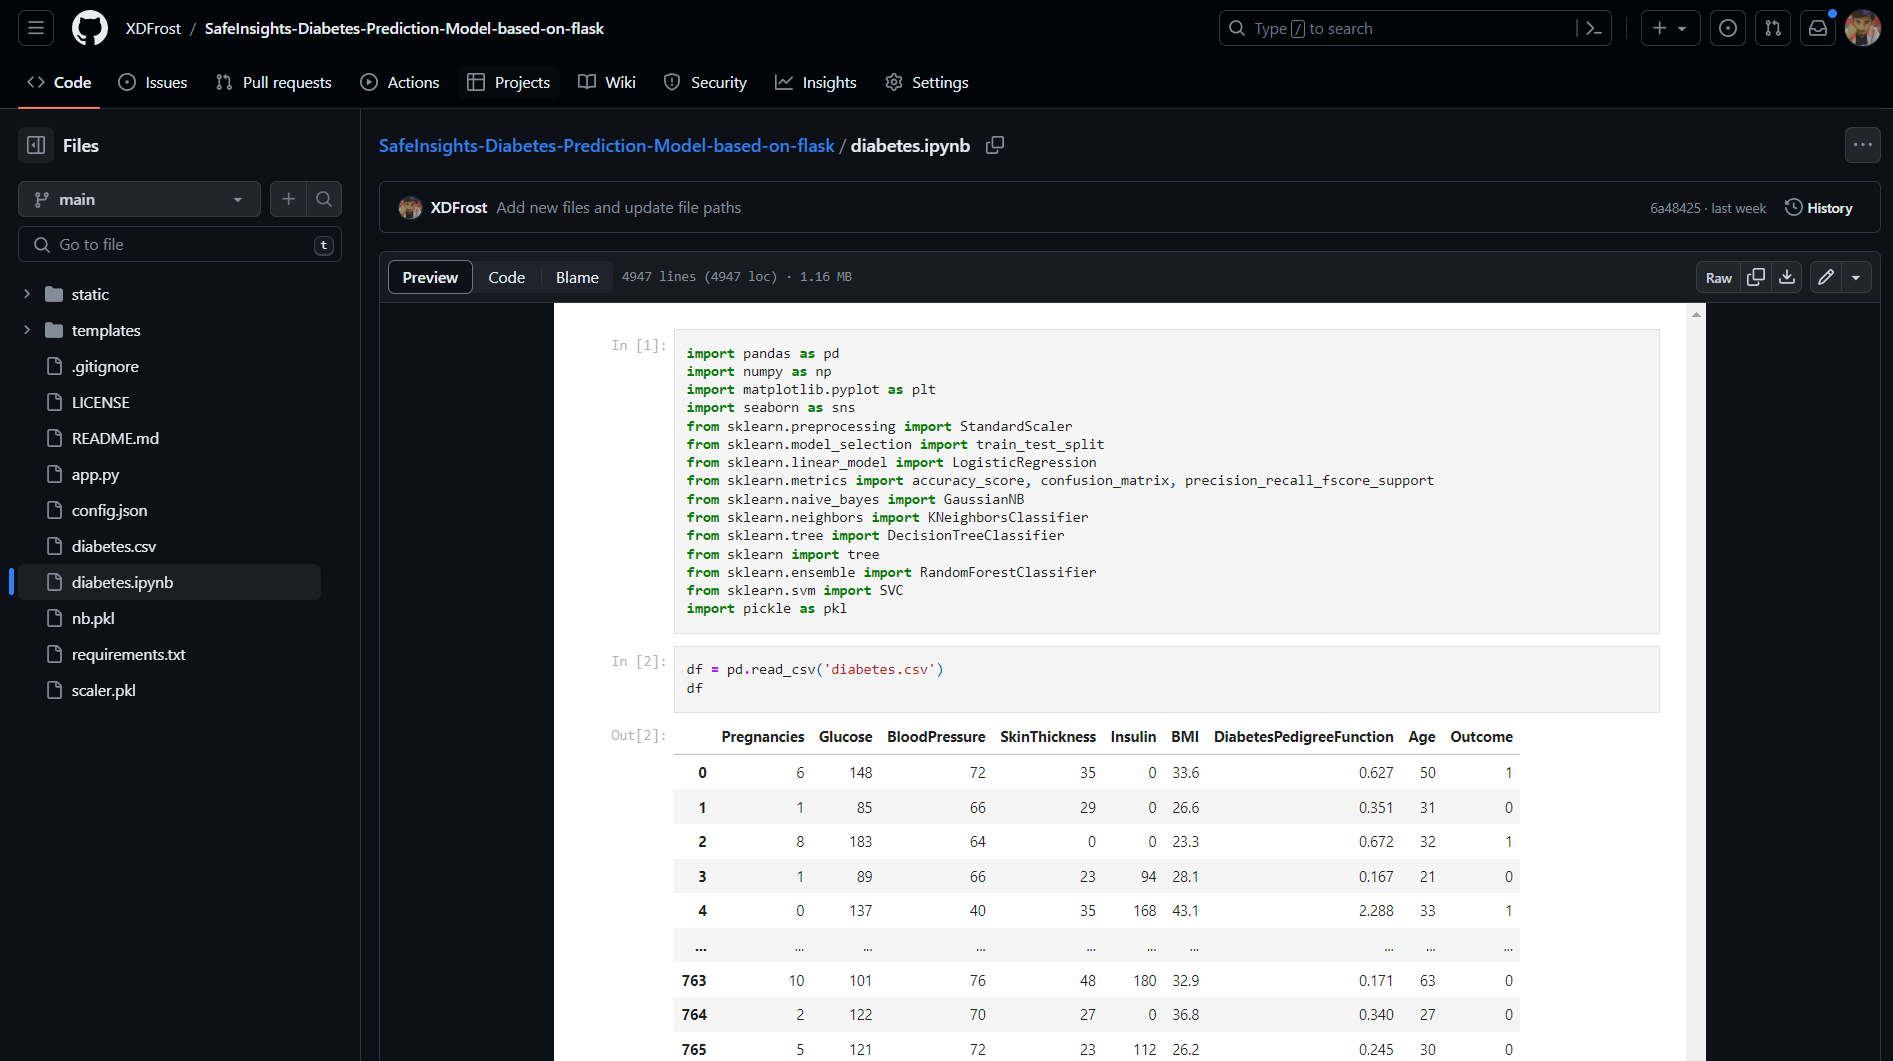 XDFrost / SafeInsights-Diabetes-Prediction-Model-based-on-flask
Type / to search
Code Issues Pull requests Actions Projects Wiki Security Insights Settings
Files
main
Go to file t
static
templates
.gitignore
LICENSE
README.md
app.py
config.json
diabetes.csv
diabetes.ipynb
nb.pkl
requirements.txt
scaler.pkl
SafeInsights-Diabetes-Prediction-Model-based-on-flask / diabetes.ipynb
XDFrost Add new files and update file paths 6a48425 · last week History
Preview Code Blame 4947 lines (4947 loc) · 1.16 MB Raw
In [1]:
import pandas as pd
import numpy as np
import matplotlib.pyplot as plt
import seaborn as sns
from sklearn.preprocessing import StandardScaler
from sklearn.model_selection import train_test_split
from sklearn.linear_model import LogisticRegression
from sklearn.metrics import accuracy_score, confusion_matrix, precision_recall_fscore_support
from sklearn.naive_bayes import GaussianNB
from sklearn.neighbors import KNeighborsClassifier
from sklearn.tree import DecisionTreeClassifier
from sklearn import tree
from sklearn.ensemble import RandomForestClassifier
from sklearn.svm import SVC
import pickle as pkl
In [2]:
df = pd.read_csv('diabetes.csv')
df
Out[2]:
Pregnancies Glucose BloodPressure SkinThickness Insulin BMI DiabetesPedigreeFunction Age Outcome
0 6 148 72 35 0 33.6 0.627 50 1
1 1 85 66 29 0 26.6 0.351 31 0
2 8 183 64 0 0 23.3 0.672 32 1
3 1 89 66 23 94 28.1 0.167 21 0
4 0 137 40 35 168 43.1 2.288 33 1
... ... ... ... ... ... ... ... ... ...
763 10 101 76 48 180 32.9 0.171 63 0
764 2 122 70 27 0 36.8 0.340 27 0
765 5 121 72 23 112 26.2 0.245 30 0